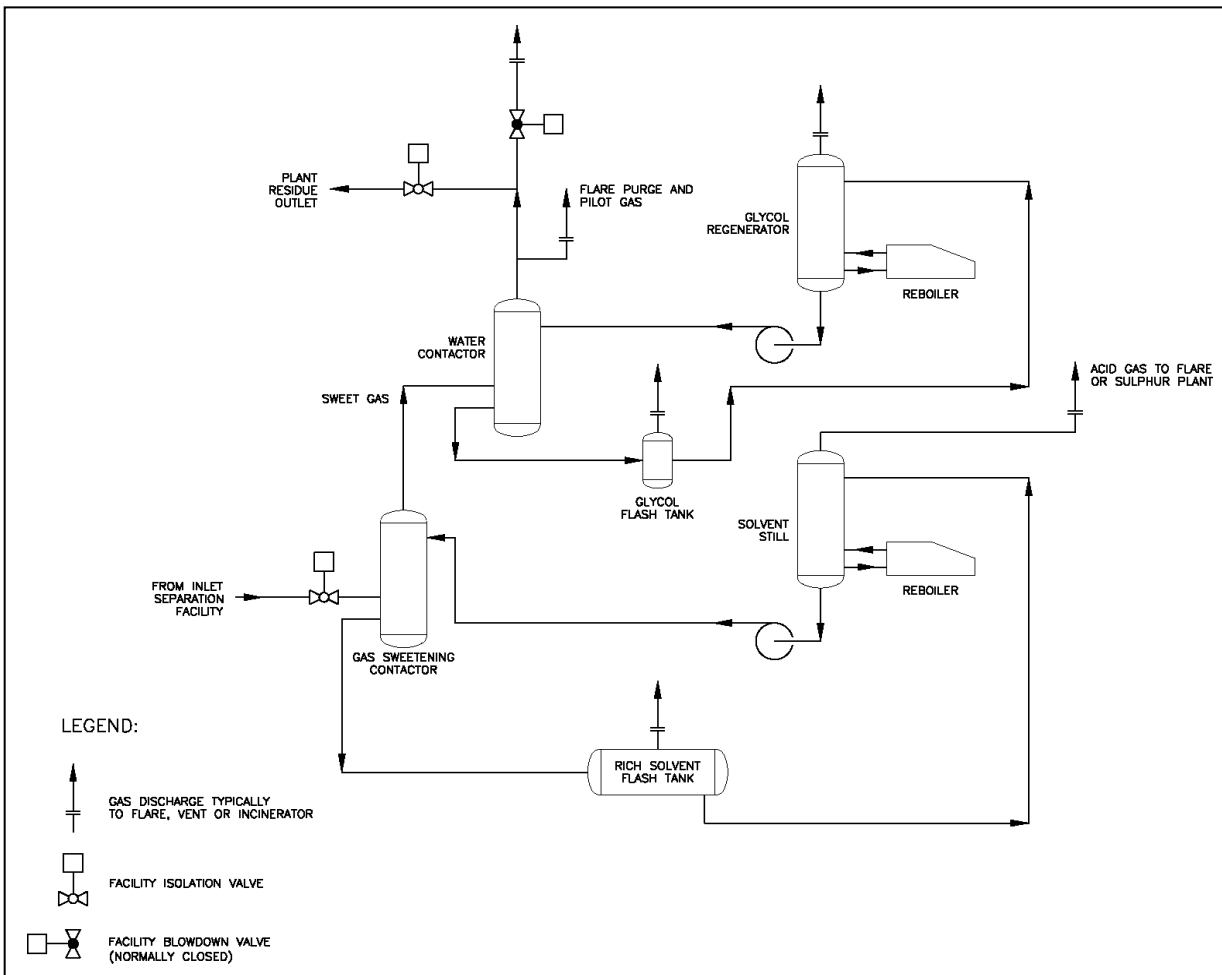 PLANT
RESIDUE
OUTLET
FLARE PURGE AND
PILOT GAS
GLYCOL
REGENERATOR
REBOILER
WATER
CONTACTOR
ACID GAS TO FLARE
OR SULPHUR PLANT
SWEET GAS
GLYCOL
FLASH TANK
SOLVENT
STILL
REBOILER
FROM INLET
SEPARATION
FACILITY
GAS SWEETENING
CONTACTOR
RICH SOLVENT
FLASH TANK
LEGEND:
GAS DISCHARGE TYPICALLY
TO FLARE, VENT OR INCINERATOR
FACILITY ISOLATION VALVE
FACILITY BLOWDOWN VALVE
(NORMALLY CLOSED)